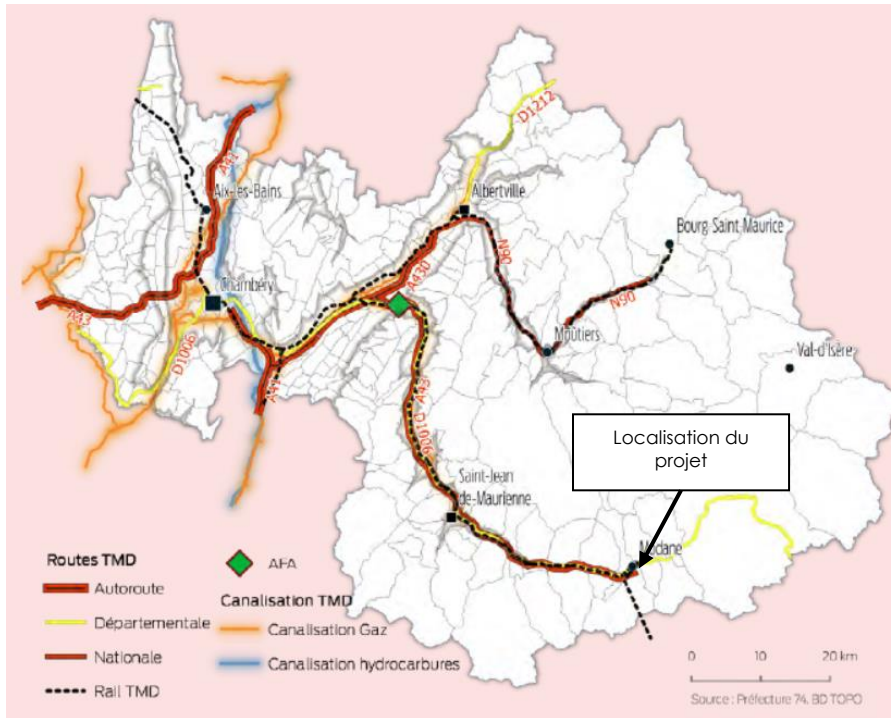 D1212
A41
Aix-les-Bains
Albertville
Bourg Saint Maurice
N90
A430
Chambéry
N90
A43
Moûtiers
Val-d'Isère
D1006
A41
A43
D1006
Localisation du
projet
Saint-Jean
de-Maurienne
Modane
Routes TMD
Autoroute
Départementale
Nationale
Rail TMD
AFA
Canalisation TMD
Canalisation Gaz
Canalisation hydrocarbures
0 10 20 km
Source : Préfecture 74, BD TOPO